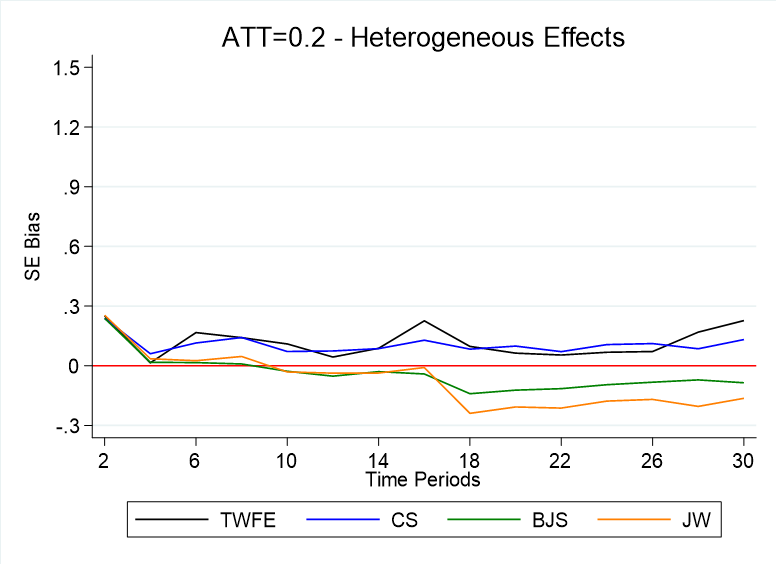 ATT=0.2 - Heterogeneous Effects
SE Bias
1.5
1.2
.9
.6
.3
0
-.3
2 6 10 14 18 22 26 30
Time Periods
TWFE CS BJS JW